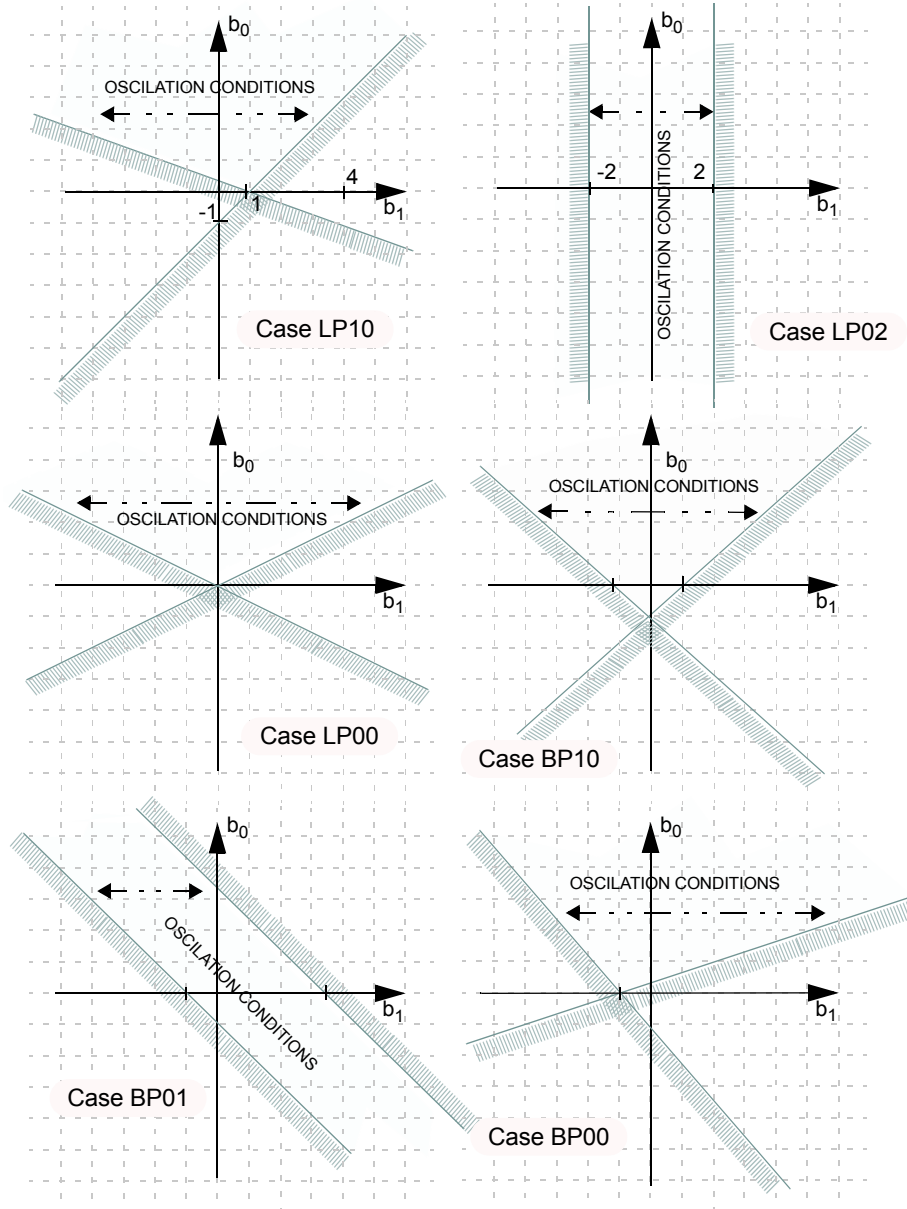 b0
OSCILATION CONDITIONS
4
-1
1
b1
Case LP10
b0
-2
2
OSCILATION CONDITIONS
b1
Case LP02
b0
OSCILATION CONDITIONS
b1
Case LP00
b0
OSCILATION CONDITIONS
b1
Case BP10
b0
OSCILATION CONDITIONS
b1
Case BP01
b0
OSCILATION CONDITIONS
b1
Case BP00